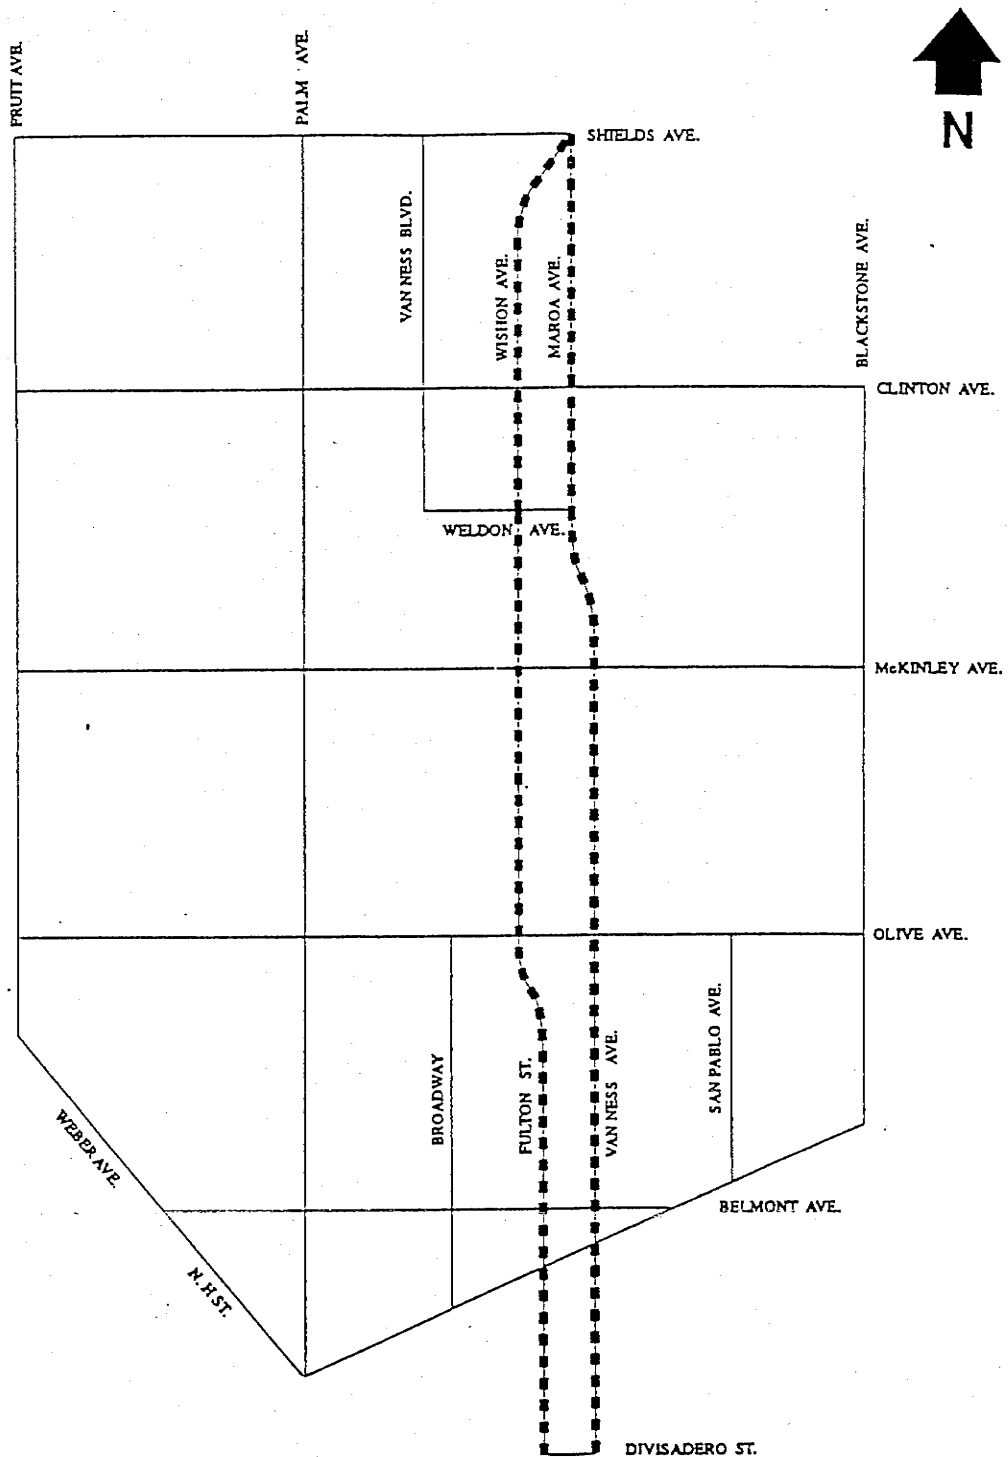 FRUIT AVE.
PALM AVE.
N
SHIELDS AVE.
VAN NESS BLVD.
WISHON AVE.
MAROA AVE.
BLACKSTONE AVE.
CLINTON AVE.
WELDON AVE.
McKINLEY AVE.
OLIVE AVE.
BROADWAY
FULTON ST.
VAN NESS AVE.
SAN PABLO AVE.
WEBER AVE.
BELMONT AVE.
N. H ST.
DIVISADERO ST.